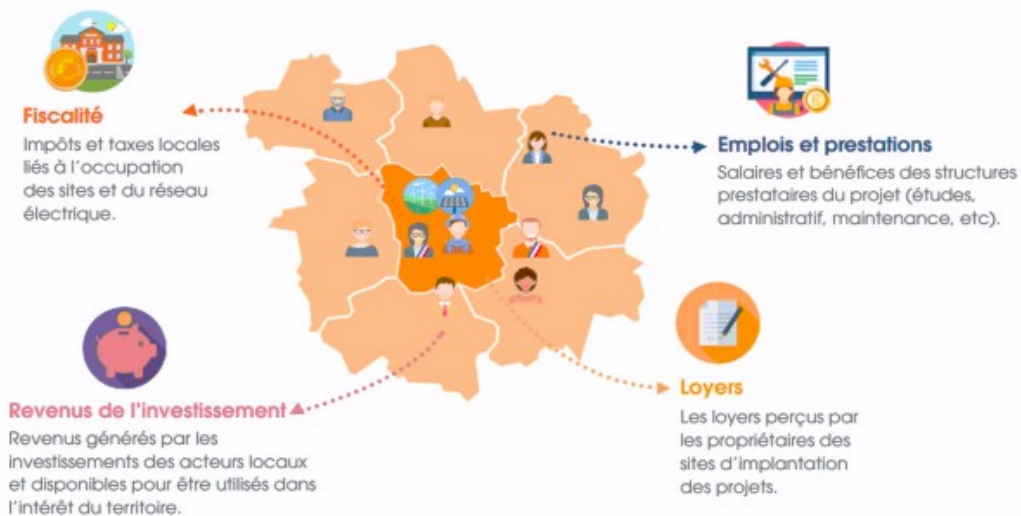 Fiscalité
Impôts et taxes locales
liés à l'occupation
des sites et du réseau
électrique.
Emplois et prestations
Salaires et bénéfices des structures
prestataires du projet (études,
administratif, maintenance, etc).
Revenus de l'investissement
Revenus générés par les
investissements des acteurs locaux
et disponibles pour être utilisés dans
l'intérêt du territoire.
Loyers
Les loyers perçus par
les propriétaires des
sites d'implantation
des projets.